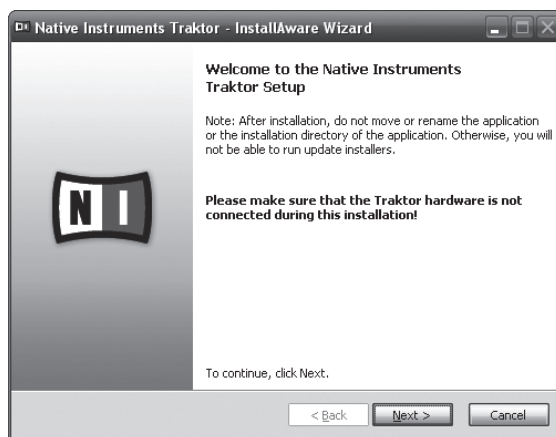 Native Instruments Traktor - InstallAware Wizard
Welcome to the Native Instruments
Traktor Setup
Note: After installation, do not move or rename the application
or the installation directory of the application. Otherwise, you will
not be able to run update installers.
NI
Please make sure that the Traktor hardware is not
connected during this installation!
To continue, click Next.
< Back
Next >
Cancel